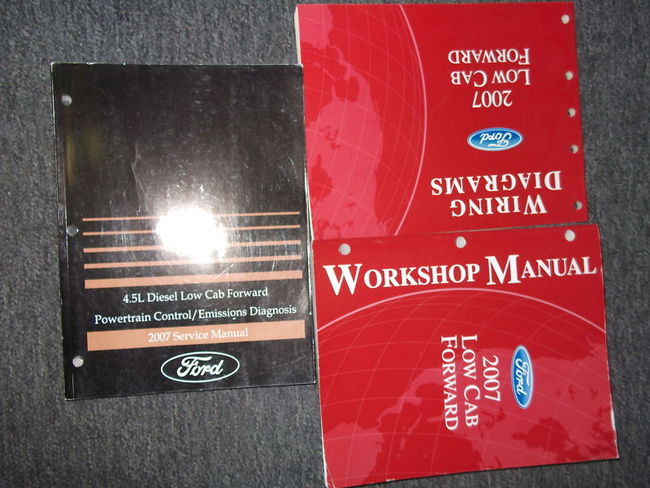 4.5L Diesel Low Cab Forward
Powertrain Control/Emissions Diagnosis
2007 Service Manual
Ford
WIRING
DIAGRAMS
Ford
2007
LOW CAB
FORWARD
WORKSHOP MANUAL
2007
LOW CAB
FORWARD
Ford